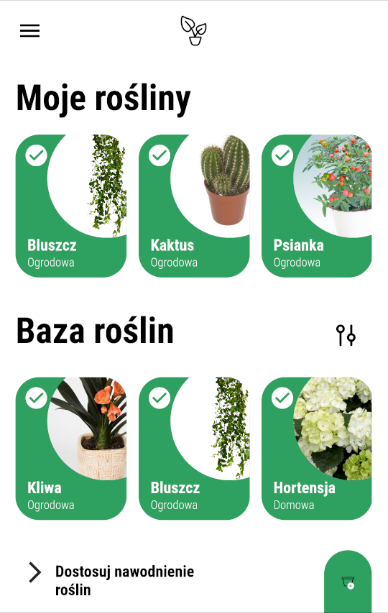 Moje rośliny
Bluszcz
Ogrodowa
Kaktus
Ogrodowa
Psianka
Ogrodowa
Baza roślin
Kliwa
Ogrodowa
Bluszcz
Ogrodowa
Hortensja
Domowa
Dostosuj nawodnienie
roślin